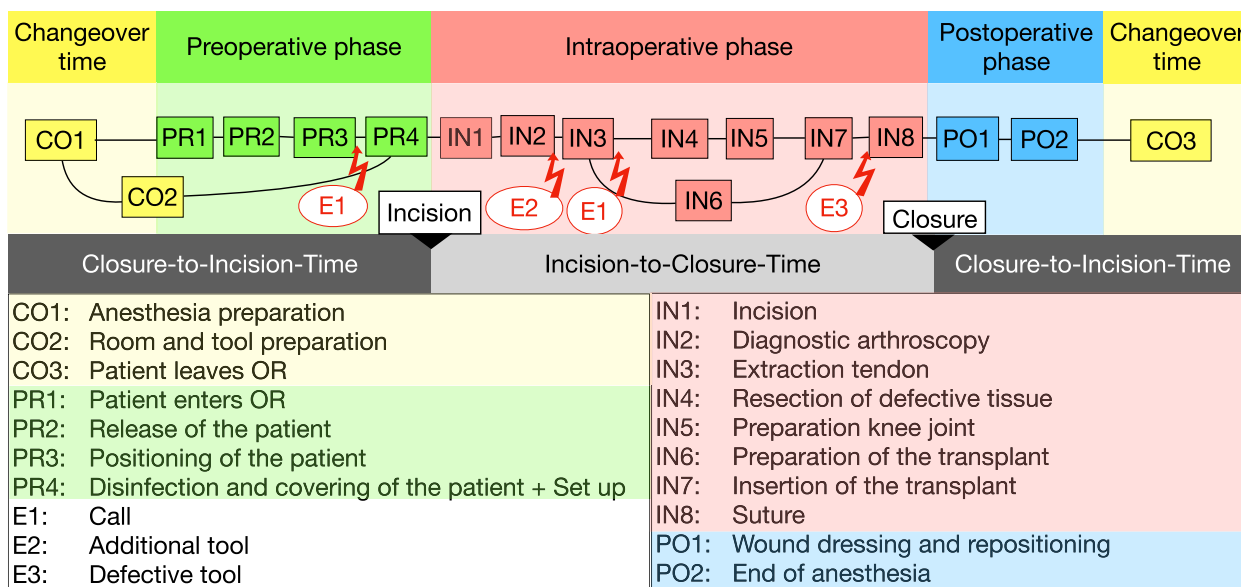 Changeover
time
Preoperative phase
Intraoperative phase
Postoperative
phase
Changeover
time
CO1
PR1
PR2
PR3
PR4
IN1
IN2
IN3
IN4
IN5
IN7
IN8
PO1
PO2
CO3
CO2
E1
Incision
E2
E1
IN6
E3
Closure
Closure-to-Incision-Time
Incision-to-Closure-Time
Closure-to-Incision-Time
CO1: Anesthesia preparation
CO2: Room and tool preparation
CO3: Patient leaves OR
PR1: Patient enters OR
PR2: Release of the patient
PR3: Positioning of the patient
PR4: Disinfection and covering of the patient + Set up
E1: Call
E2: Additional tool
E3: Defective tool
IN1: Incision
IN2: Diagnostic arthroscopy
IN3: Extraction tendon
IN4: Resection of defective tissue
IN5: Preparation knee joint
IN6: Preparation of the transplant
IN7: Insertion of the transplant
IN8: Suture
PO1: Wound dressing and repositioning
PO2: End of anesthesia